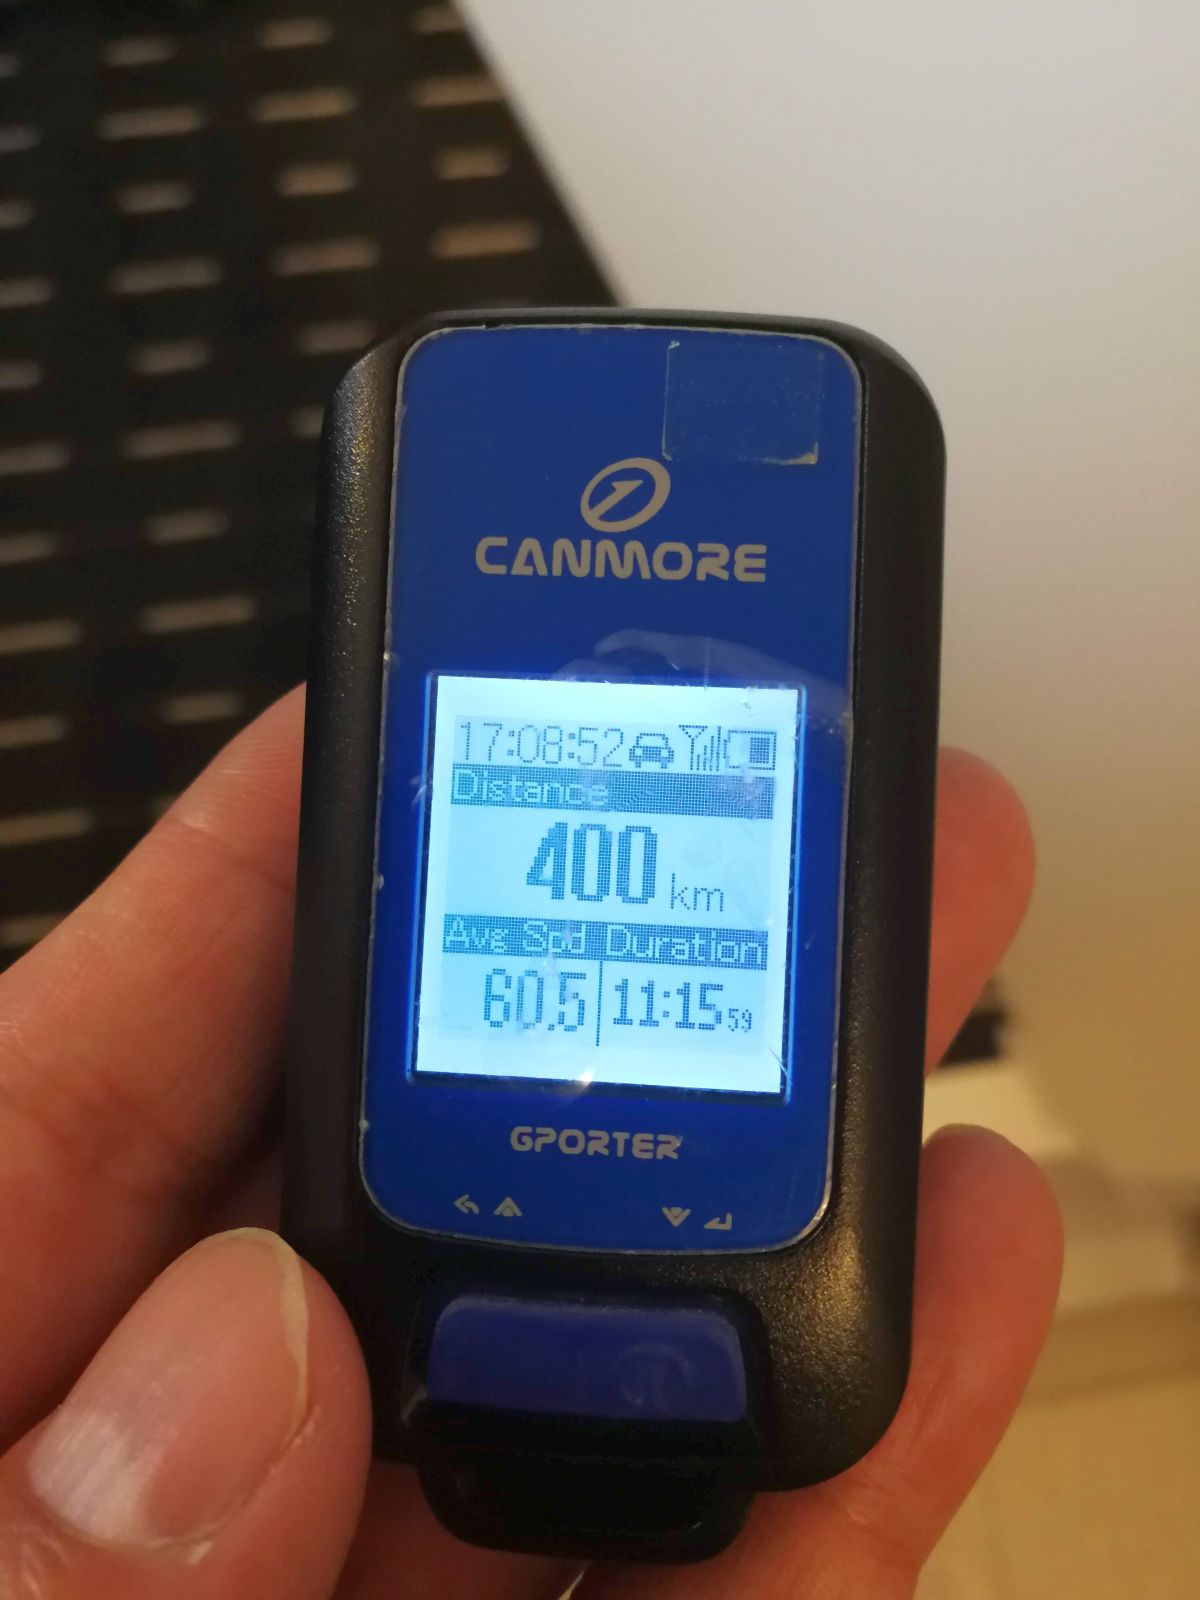 CANMORE
17:08:52
Distance
400 km
Avg Spd Duration
60.5 11:15 59
GPORTER